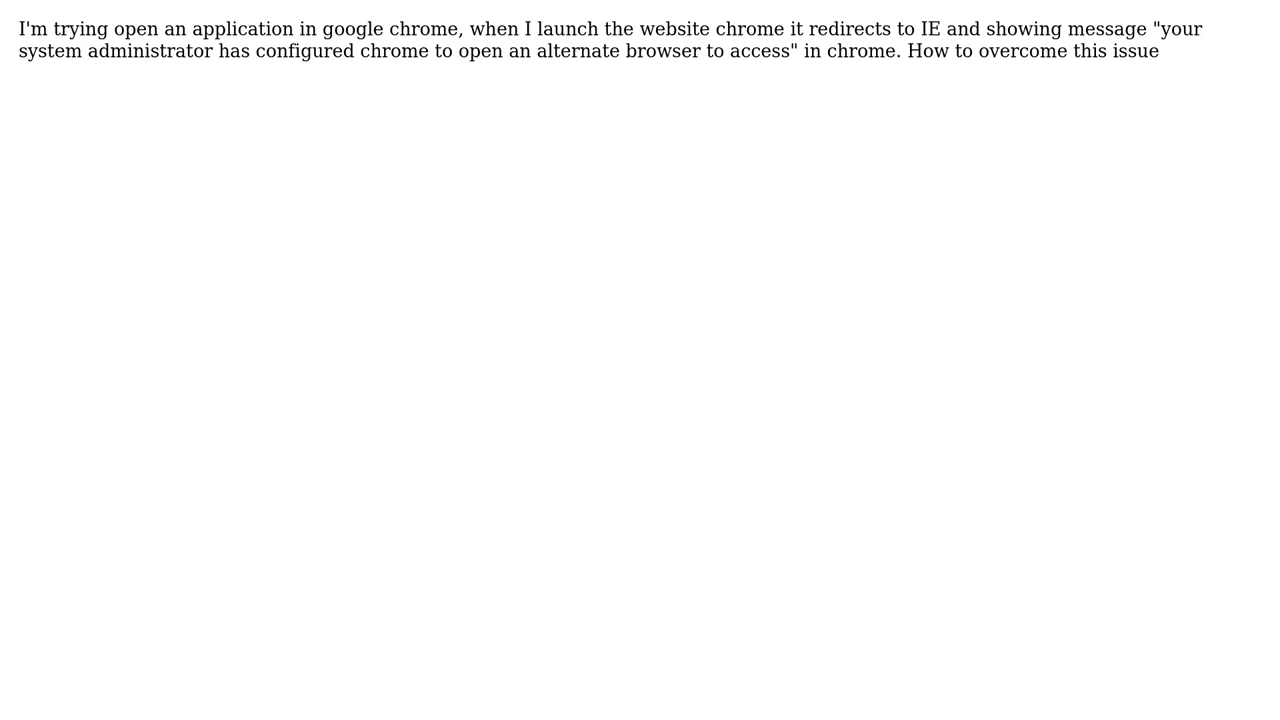 I'm trying open an application in google chrome, when I launch the website chrome it redirects to IE and showing message "your
system administrator has configured chrome to open an alternate browser to access" in chrome. How to overcome this issue